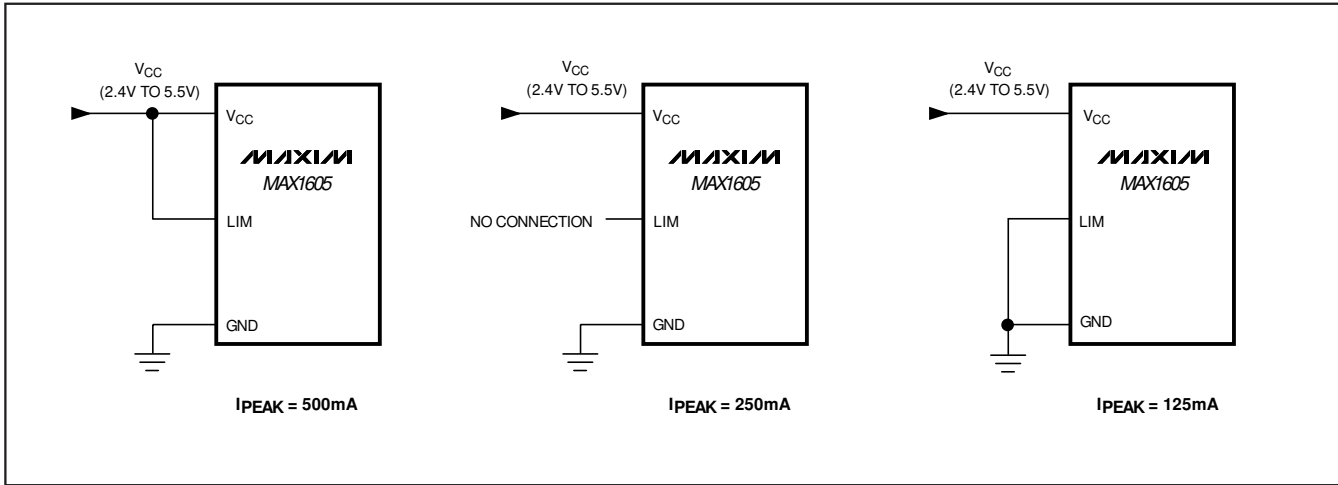 VCC
(2.4V TO 5.5V)
VCC
MAXIM
MAX1605
LIM
GND
IPEAK = 500mA
VCC
(2.4V TO 5.5V)
VCC
MAXIM
MAX1605
NO CONNECTION
LIM
GND
IPEAK = 250mA
VCC
(2.4V TO 5.5V)
VCC
MAXIM
MAX1605
LIM
GND
IPEAK = 125mA